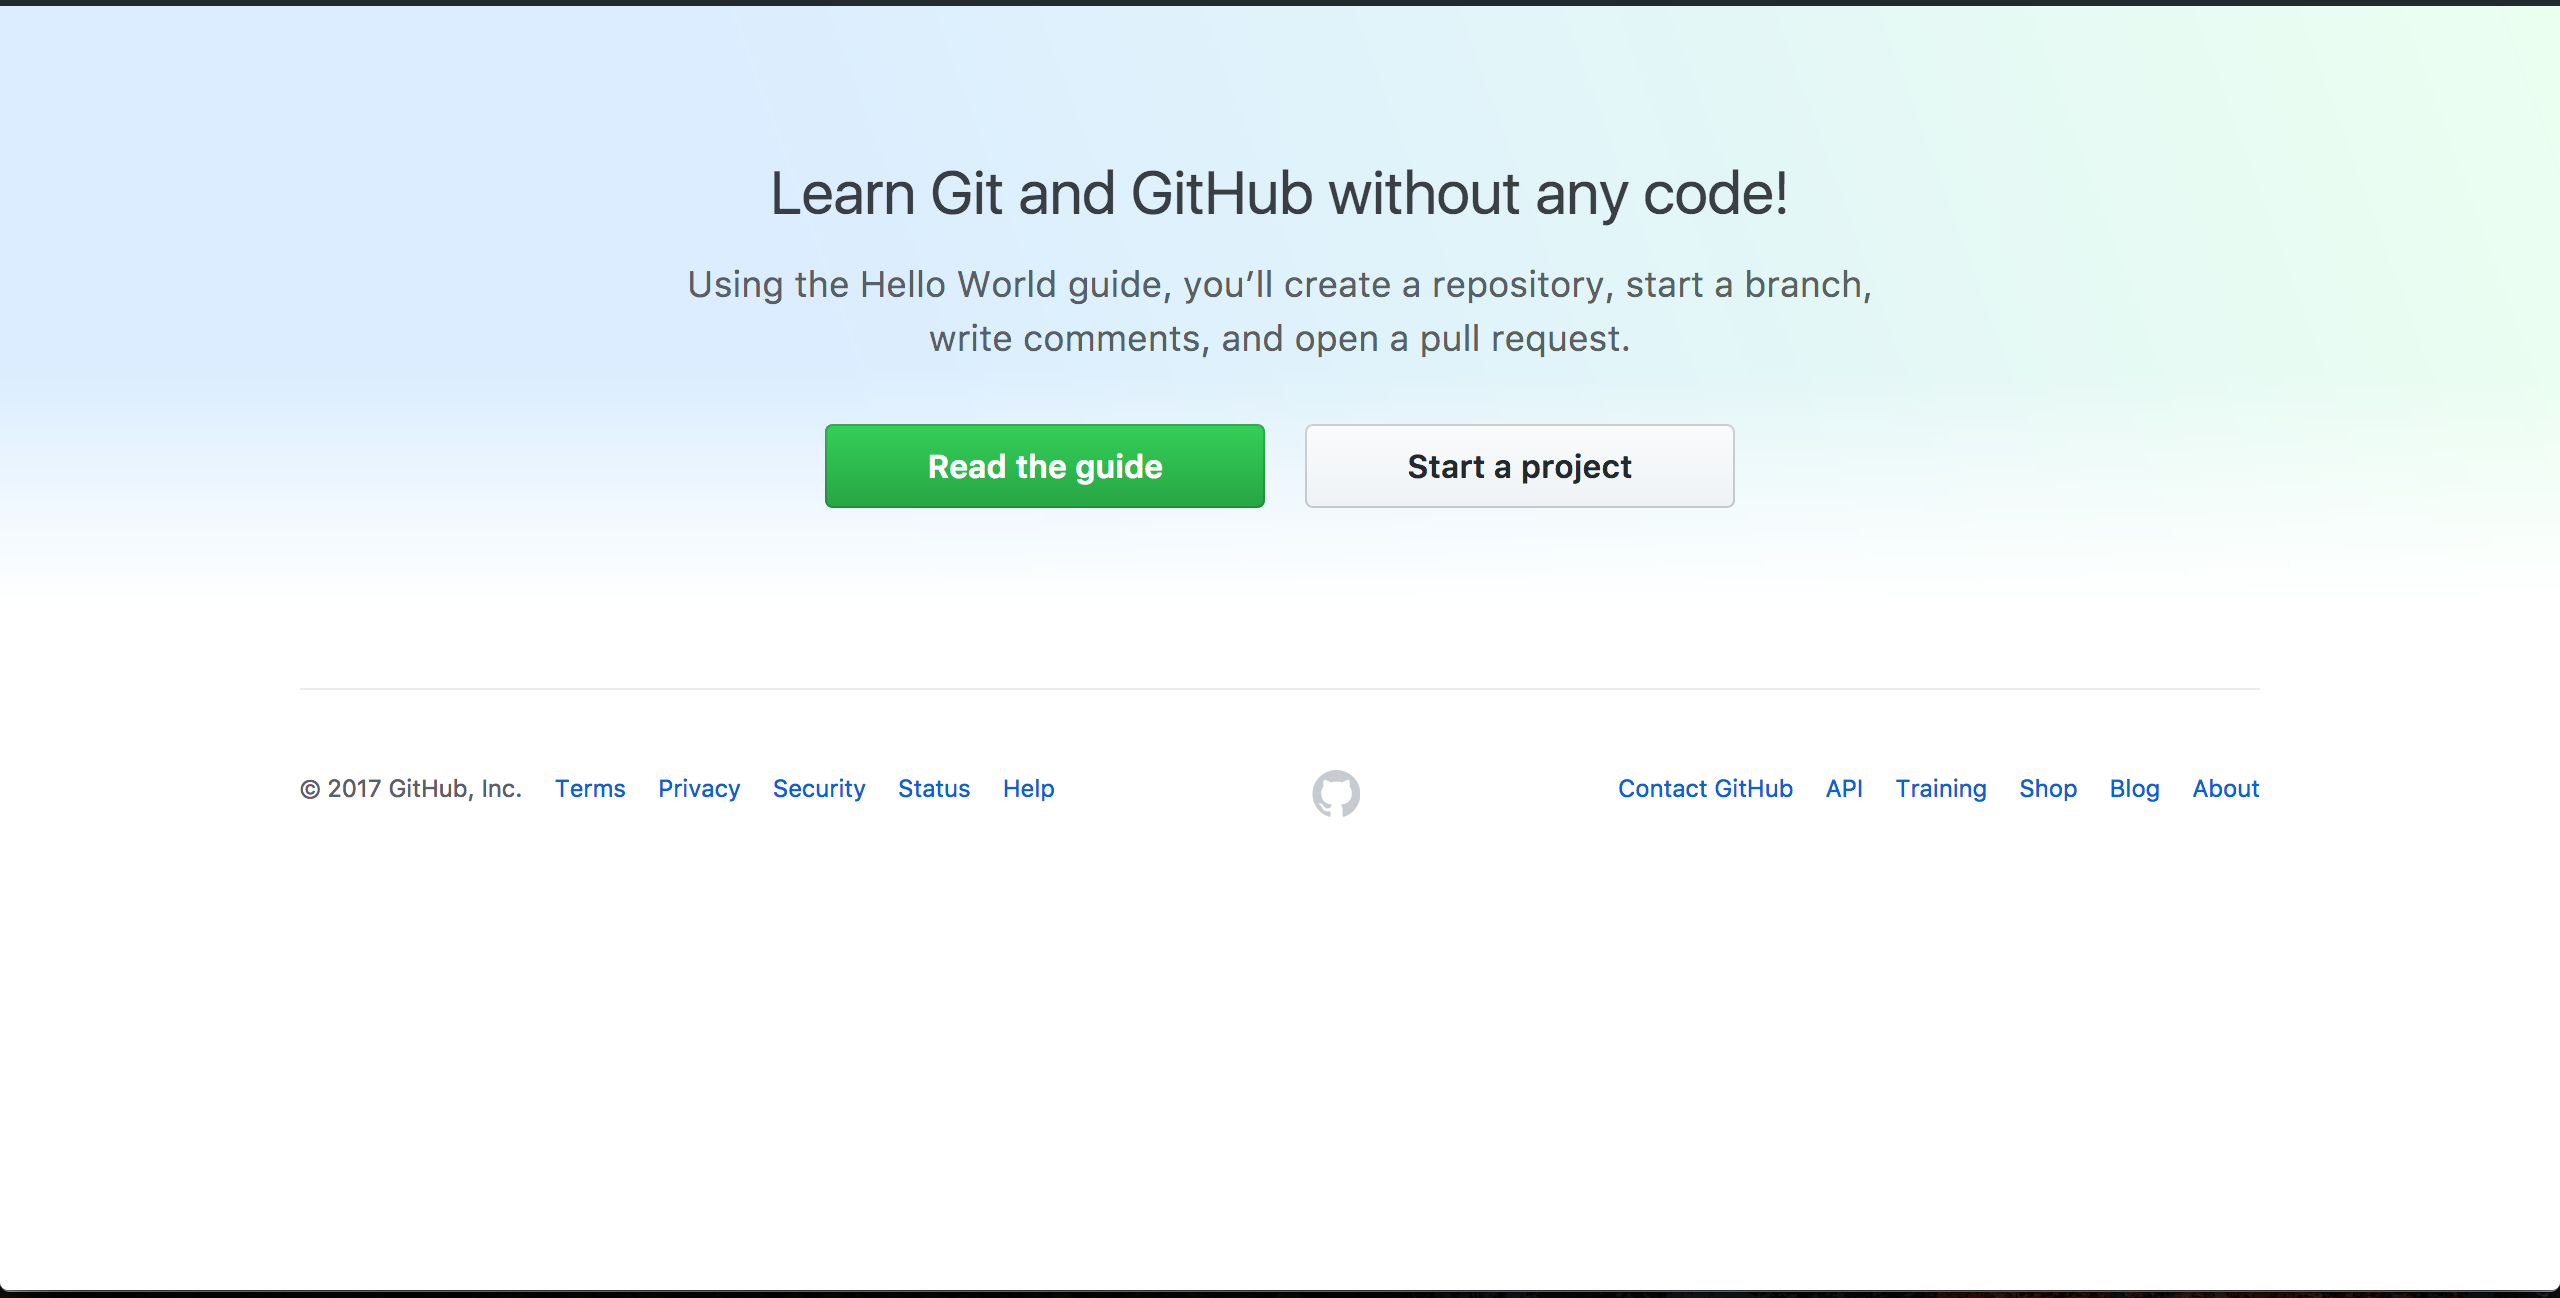 Learn Git and GitHub without any code!
Using the Hello World guide, you’ll create a repository, start a branch,
write comments, and open a pull request.
Read the guide Start a project
© 2017 GitHub, Inc. Terms Privacy Security Status Help Contact GitHub API Training Shop Blog About